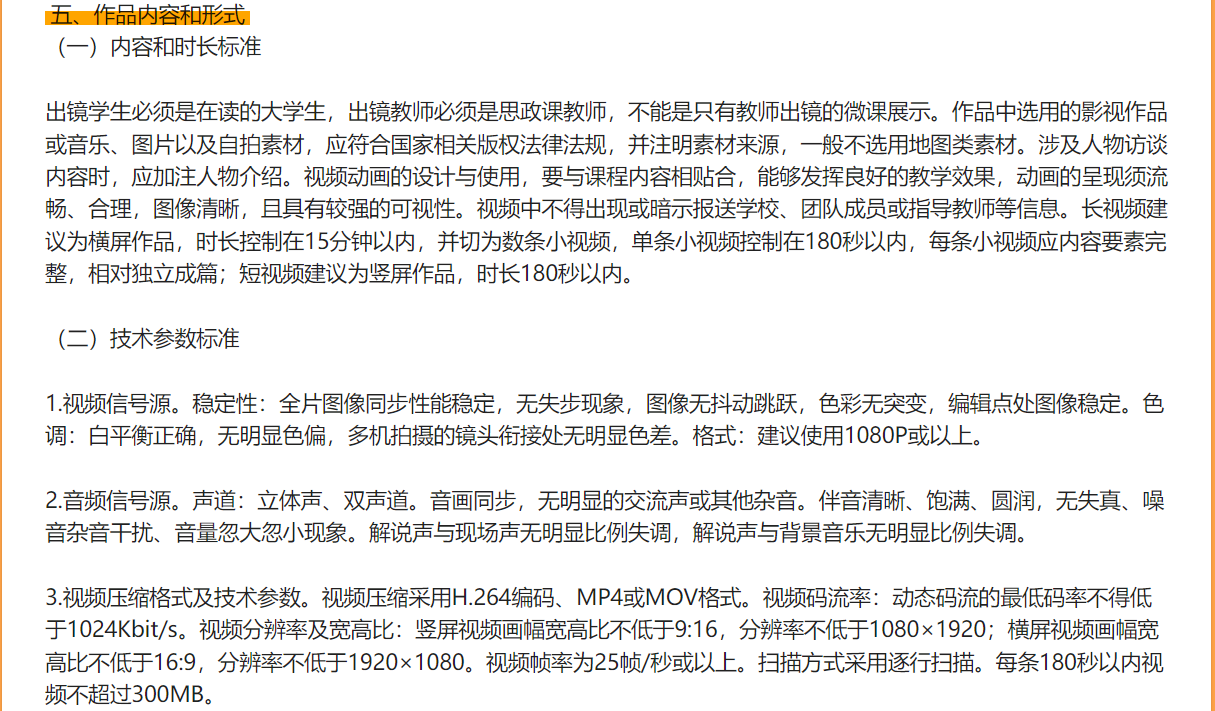 五、作品内容和形式
（一）内容和时长标准
出镜学生必须是在读的大学生，出镜教师必须是思政课教师，不能是只有教师出镜的微课展示。作品中选用的影视作品
或音乐、图片以及自拍素材，应符合国家相关版权法律法规，并注明素材来源，一般不选用地图类素材。涉及人物访谈
内容时，应加注人物介绍。视频动画的设计与使用，要与课程内容相贴合，能够发挥良好的教学效果，动画的呈现须流
畅、合理，图像清晰，且具有较强的可视性。视频中不得出现或暗示报送学校、团队成员或指导教师等信息。长视频建
议为横屏作品，时长控制在15分钟以内，并切为数条小视频，单条小视频控制在180秒以内，每条小视频应内容要素完
整，相对独立成篇；短视频建议为竖屏作品，时长180秒以内。
（二）技术参数标准
1.视频信号源。稳定性：全片图像同步性能稳定，无失步现象，图像无抖动跳跃，色彩无突变，编辑点处图像稳定。色
调：白平衡正确，无明显色偏，多机拍摄的镜头衔接处无明显色差。格式：建议使用1080P或以上。
2.音频信号源。声道：立体声、双声道。音画同步，无明显的交流声或其他杂音。伴音清晰、饱满、圆润，无失真、噪
音杂音干扰、音量忽大忽小现象。解说声与现场声无明显比例失调，解说声与背景音乐无明显比例失调。
3.视频压缩格式及技术参数。视频压缩采用H.264编码、MP4或MOV格式。视频码流率：动态码流的最低码率不得低
于1024Kbit/s。视频分辨率及宽高比：竖屏视频画幅宽高比不低于9:16，分辨率不低于1080×1920；横屏视频画幅宽
高比不低于16:9，分辨率不低于1920×1080。视频帧率为25帧/秒或以上。扫描方式采用逐行扫描。每条180秒以内视
频不超过300MB。